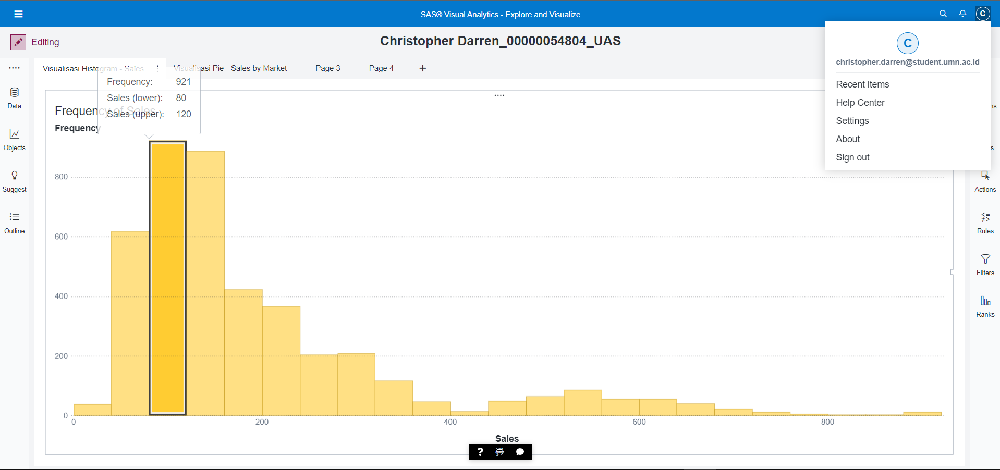 SAS® Visual Analytics - Explore and Visualize
C
Editing
Christopher Darren_00000054804_UAS
C
christopher.darren@student.umn.ac.id
Recent items
Help Center
Settings
About
Sign out
Visualisasi Histogram - Sales
Visualisasi Pie - Sales by Market
Page 3
Page 4
+
Frequency: 921
Sales (lower): 80
Sales (upper): 120
Frequency of Sales
Frequency
Data
Objects
Suggest
Outline
800
600
400
200
0
0
200
400
600
800
Sales
?
ns
s
Actions
Rules
Filters
Ranks